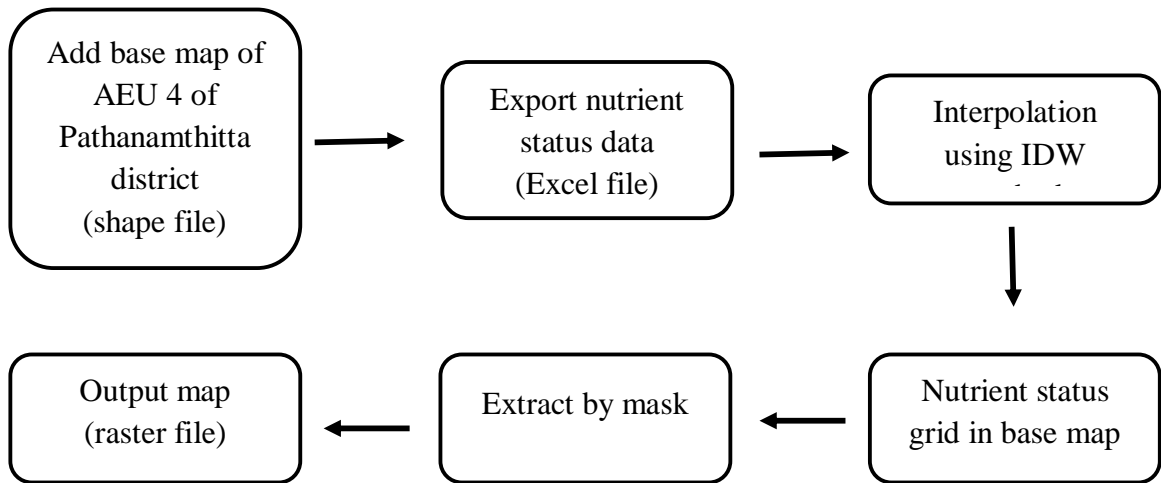 Add base map of
AEU 4 of
Pathanamthitta
district
(shape file)
Export nutrient
status data
(Excel file)
Interpolation
using IDW
Nutrient status
grid in base map
Extract by mask
Output map
(raster file)